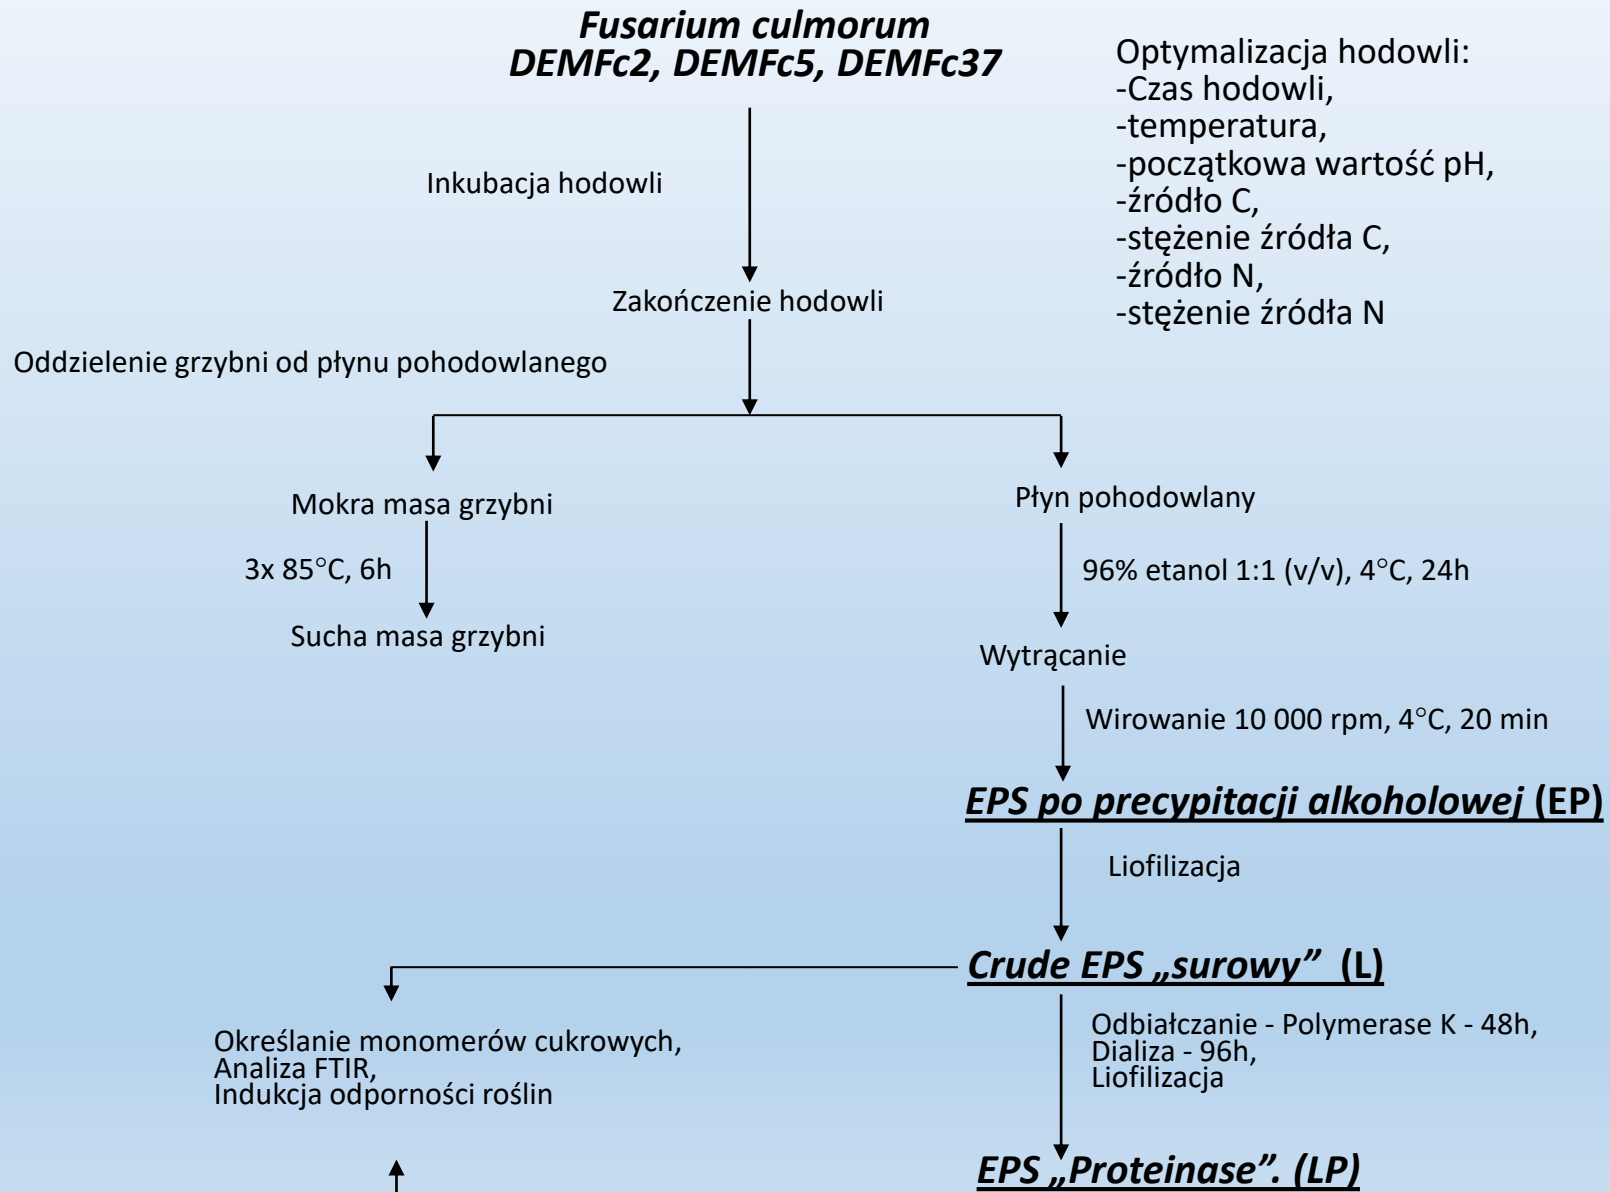 Fusarium culmorum
DEMFc2, DEMFc5, DEMFc37
Optymalizacja hodowli:
-Czas hodowli,
-temperatura,
-początkowa wartość pH,
-źródło C,
-stężenie źródła C,
-źródło N,
-stężenie źródła N
Inkubacja hodowli
Zakończenie hodowli
Oddzielenie grzybni od płynu pohodowlanego
Mokra masa grzybni
Płyn pohodowlany
3x 85°C, 6h
96% etanol 1:1 (v/v), 4°C, 24h
Sucha masa grzybni
Wytrącanie
Wirowanie 10 000 rpm, 4°C, 20 min
EPS po precypitacji alkoholowej (EP)
Liofilizacja
Crude EPS „surowy” (L)
Odbiałczanie - Polymerase K - 48h,
Dializa - 96h,
Liofilizacja
Określanie monomerów cukrowych,
Analiza FTIR,
Indukcja odporności roślin
EPS „Proteinase”. (LP)